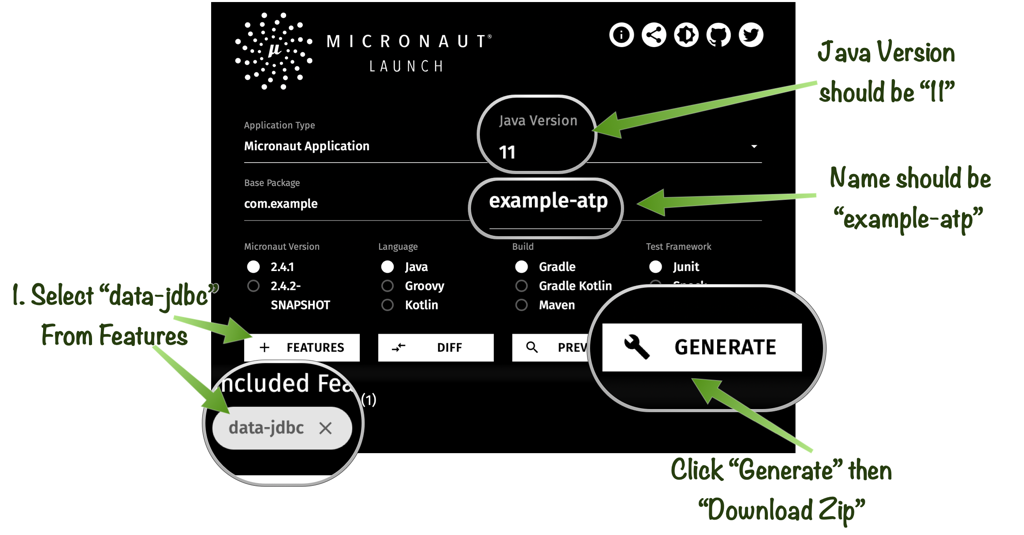 MICRONAUT®
LAUNCH
Java Version
should be "11"
Application Type
Micronaut Application
Java Version
11
Name should be
"example-atp"
Base Package
com.example
example-atp
Micronaut Version
2.4.1
2.4.2-
SNAPSHOT
Language
Java
Groovy
Kotlin
Build
Gradle
Gradle Kotlin
Maven
Test Framework
Junit
1. Select "data-jdbc"
From Features
+ FEATURES
DIFF
PREV
GENERATE
ncluded Fea
(1)
data-jdbc ×
Click "Generate" then
"Download Zip"